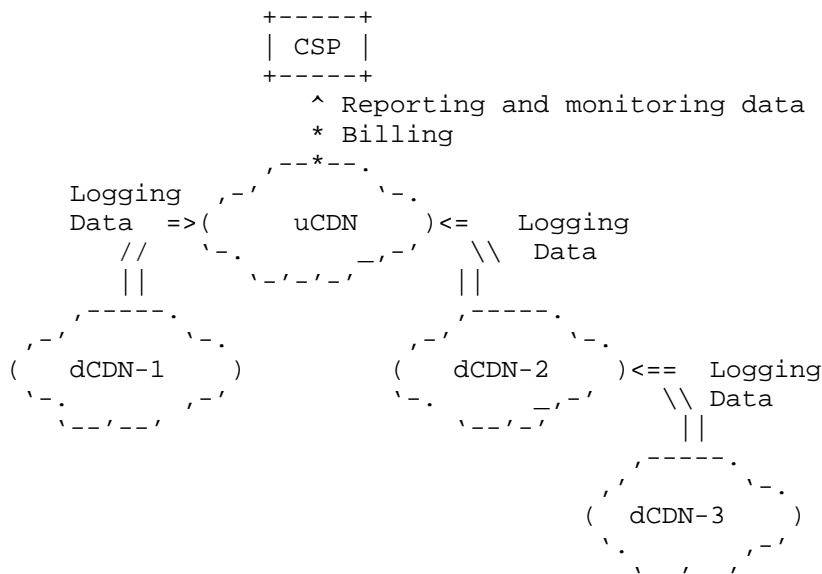 CSP
^ Reporting and monitoring data
* Billing
Logging
Data =>( uCDN )<= Logging
Data
dCDN-1 dCDN-2 )<== Logging
Data
dCDN-3